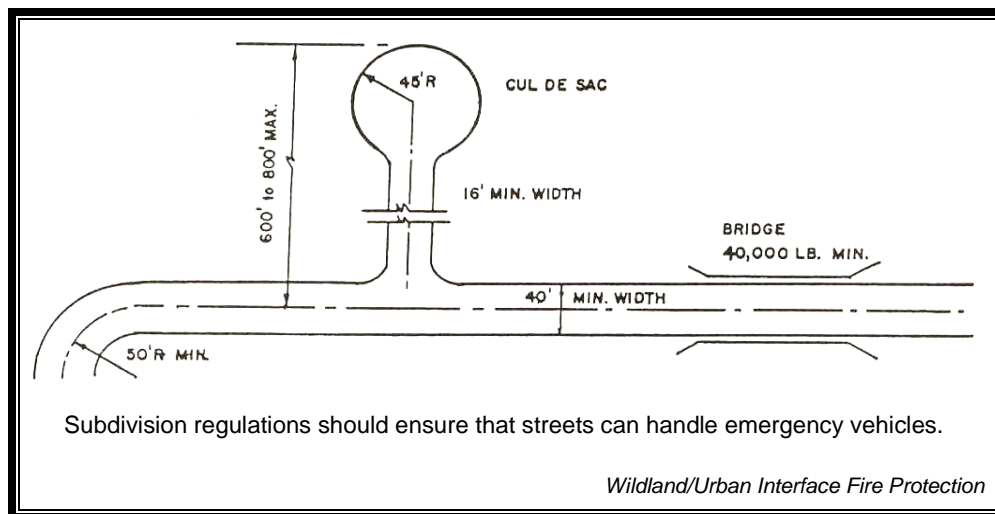 45'R
CUL DE SAC
600' to 800' MAX.
16' MIN. WIDTH
BRIDGE
40,000 LB. MIN.
40' MIN. WIDTH
50'R MIN.
Subdivision regulations should ensure that streets can handle emergency vehicles.
Wildland/Urban Interface Fire Protection